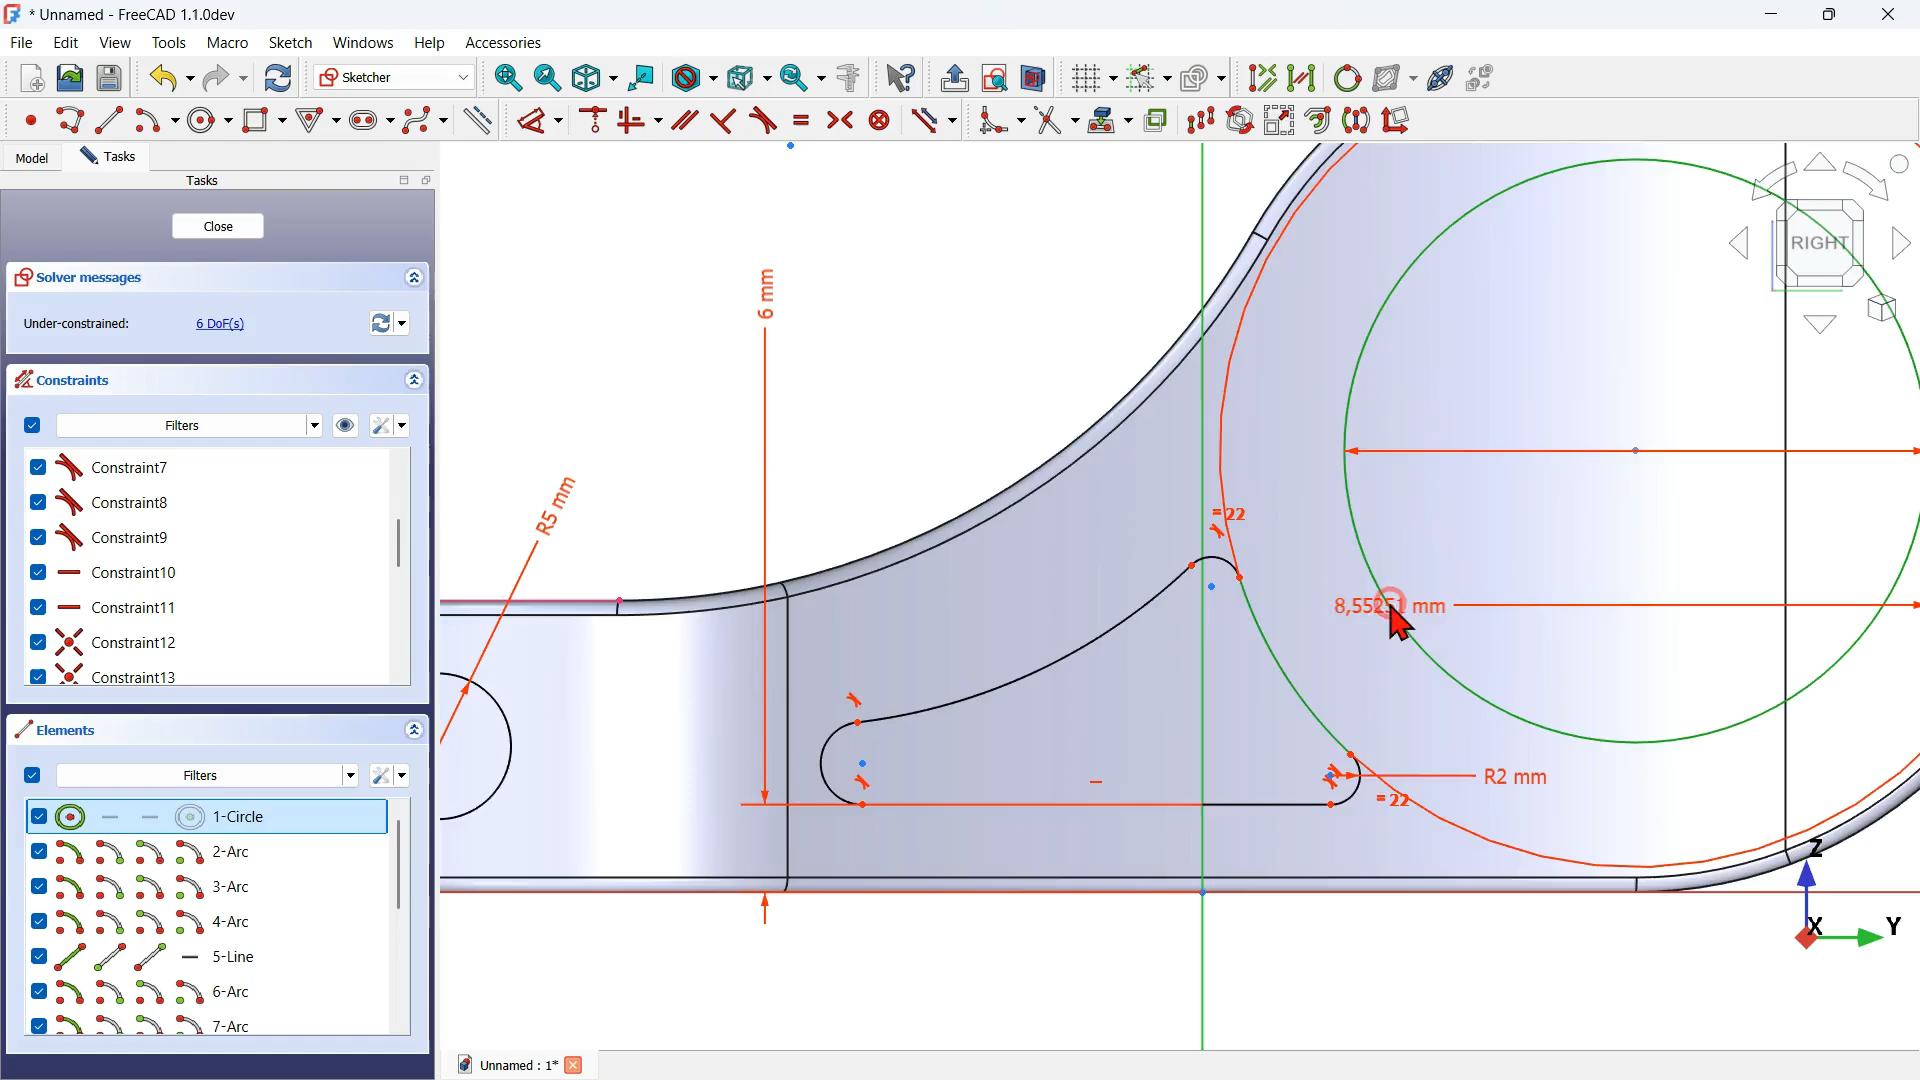 * Unnamed - FreeCAD 1.1.0dev
File Edit View Tools Macro Sketch Windows Help Accessories
Sketcher
Model Tasks
Tasks
Close
Solver messages
Under-constrained: 6 DoF(s)
Constraints
Filters
Constraint7
Constraint8
Constraint9
Constraint10
Constraint11
Constraint12
Constraint13
Elements
Filters
1-Circle
2-Arc
3-Arc
4-Arc
5-Line
6-Arc
7-Arc
6 mm
R5 mm
= 22
8,55251 mm
R2 mm
= 22
RIGHT
Z
X
Y
Unnamed : 1*